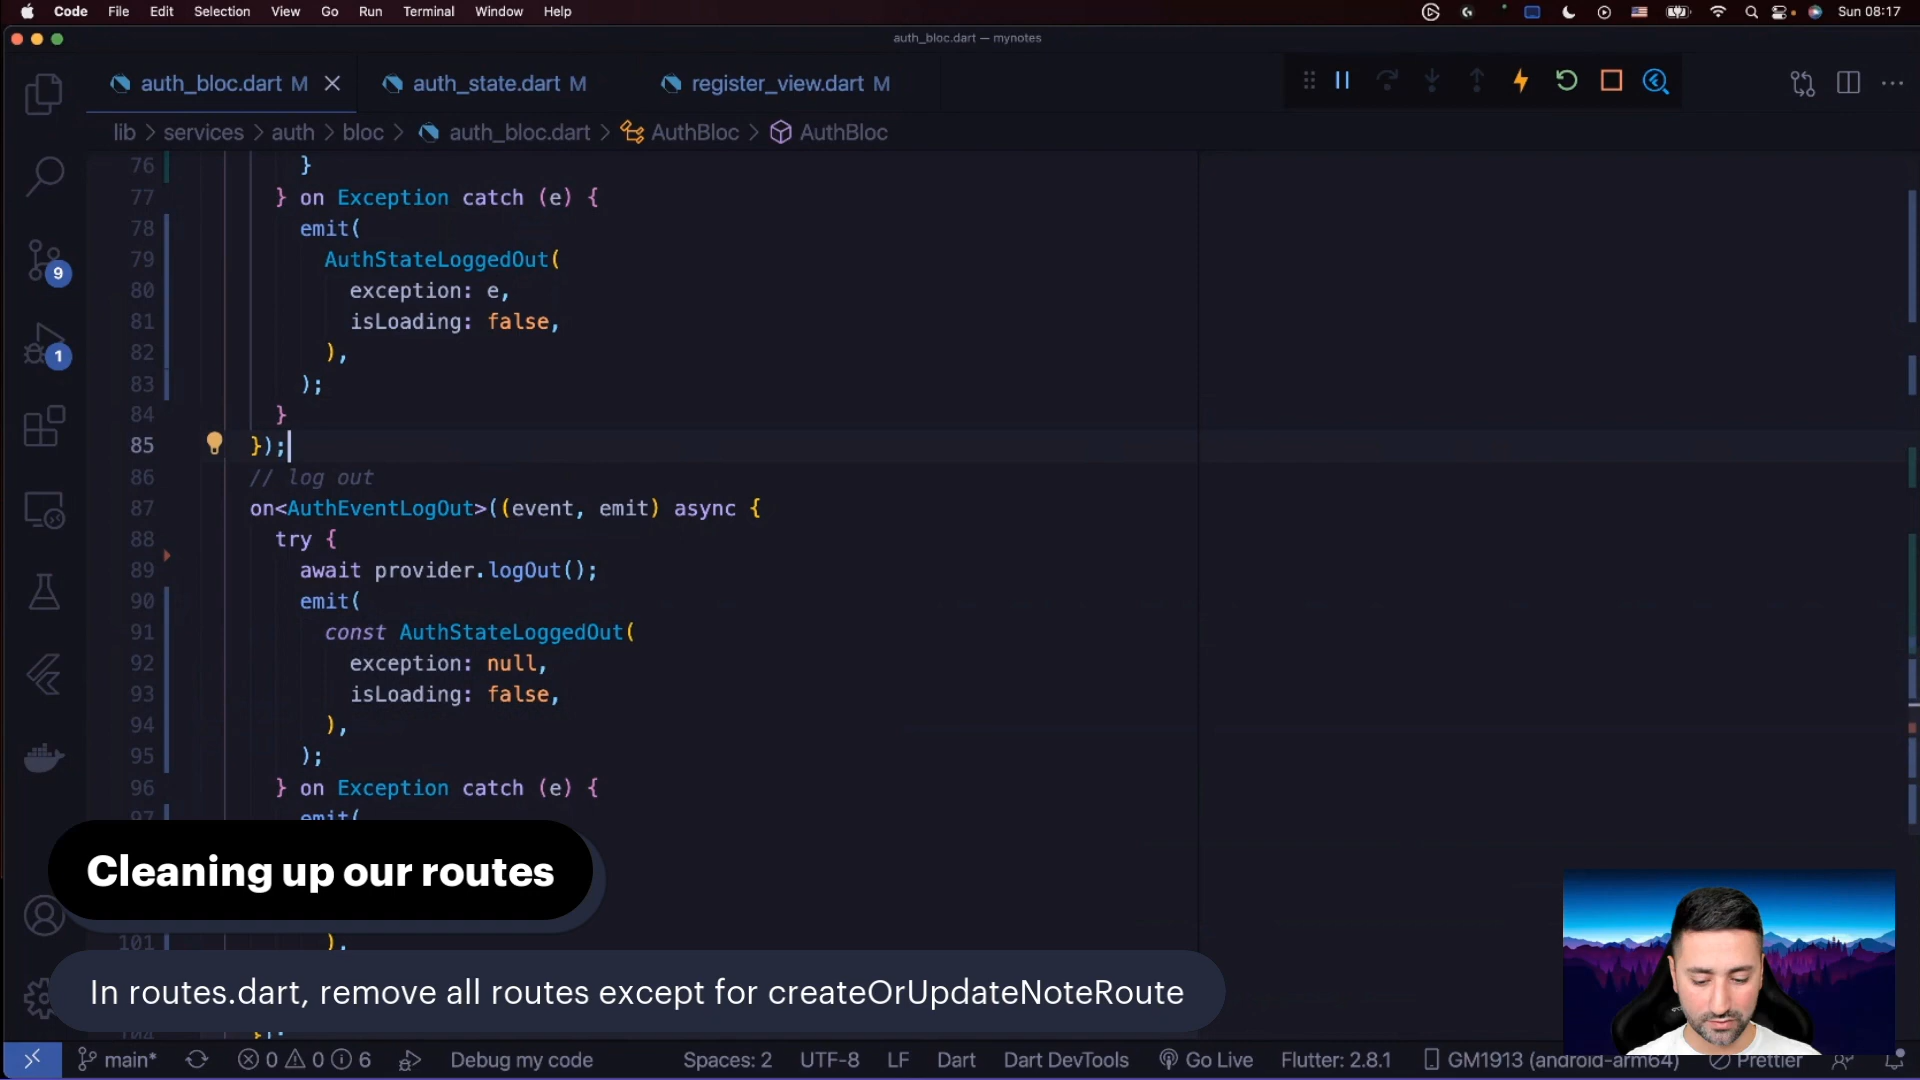 Code File Edit Selection View Go Run Terminal Window Help Sun 08:17
auth_bloc.dart — mynotes
auth_bloc.dart M auth_state.dart M register_view.dart M
lib > services > auth > bloc > auth_bloc.dart > AuthBloc > AuthBloc
76 }
77 } on Exception catch (e) {
78 emit(
79 AuthStateLoggedOut(
80 exception: e,
81 isLoading: false,
82 ),
83 );
84 }
85 });
86 // log out
87 on<AuthEventLogOut>((event, emit) async {
88 try {
89 await provider.logOut();
90 emit(
91 const AuthStateLoggedOut(
92 exception: null,
93 isLoading: false,
94 ),
95 );
96 } on Exception catch (e) {
97 emit(
101 ),
104 });
9
1
Cleaning up our routes
In routes.dart, remove all routes except for createOrUpdateNoteRoute
main* 0 0 6 Debug my code Spaces: 2 UTF-8 LF Dart Dart DevTools Go Live Flutter: 2.8.1 GM1913 (android-arm64) Prettier